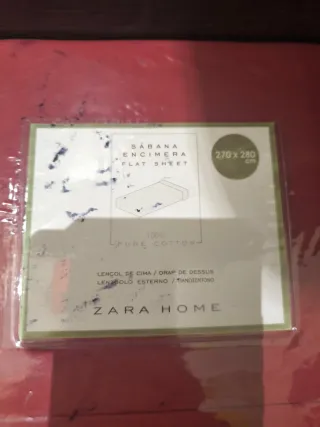 SÁBANA
ENCIMERA
FLAT SHEET
270 x 280
cm
100%
PURE COTTON
LENÇOL DE CIMA / DRAP DE DESSUS
LENZUOLO ESTERNO /
ZARA HOME